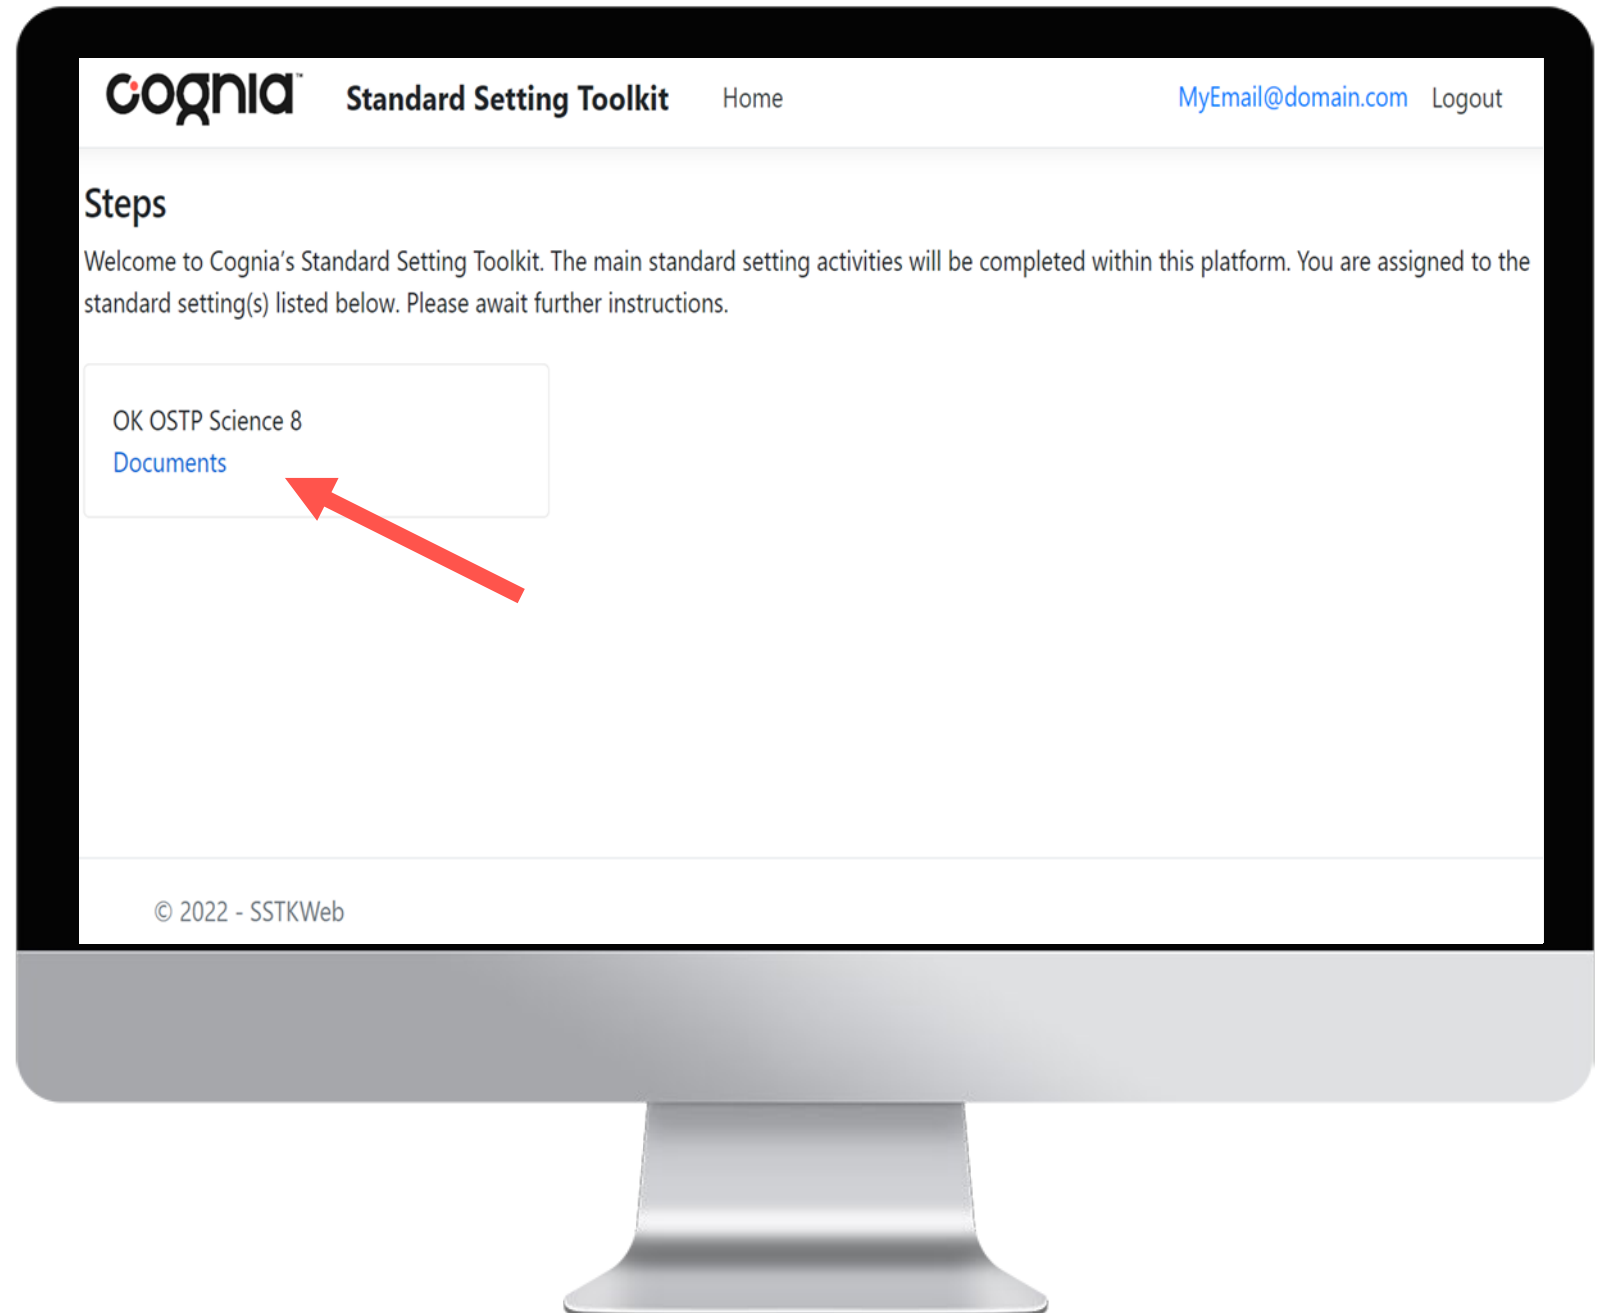 cognia™ Standard Setting Toolkit Home MyEmail@domain.com Logout
Steps
Welcome to Cognia's Standard Setting Toolkit. The main standard setting activities will be completed within this platform. You are assigned to the
standard setting(s) listed below. Please await further instructions.
OK OSTP Science 8
Documents
© 2022 - SSTKWeb